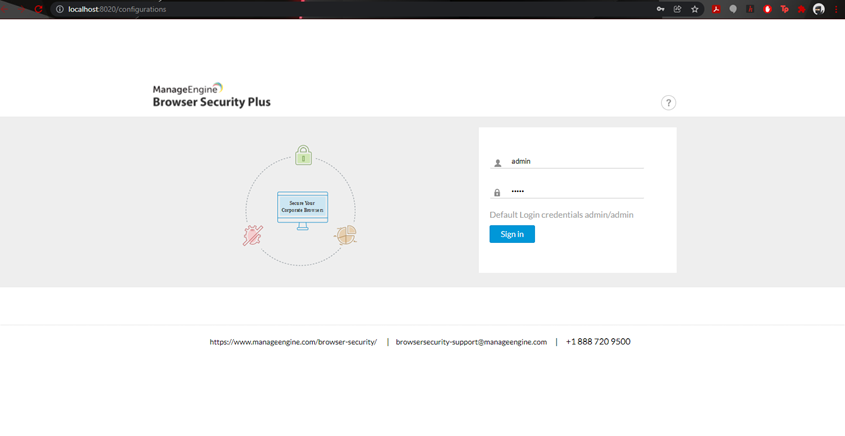 localhost:8020/configurations
ManageEngine
Browser Security Plus
?
Secure Your
Corporate Browsers
admin
•••••
Default Login credentials admin/admin
Sign in
https://www.manageengine.com/browser-security/ | browsersecurity-support@manageengine.com | +1 888 720 9500